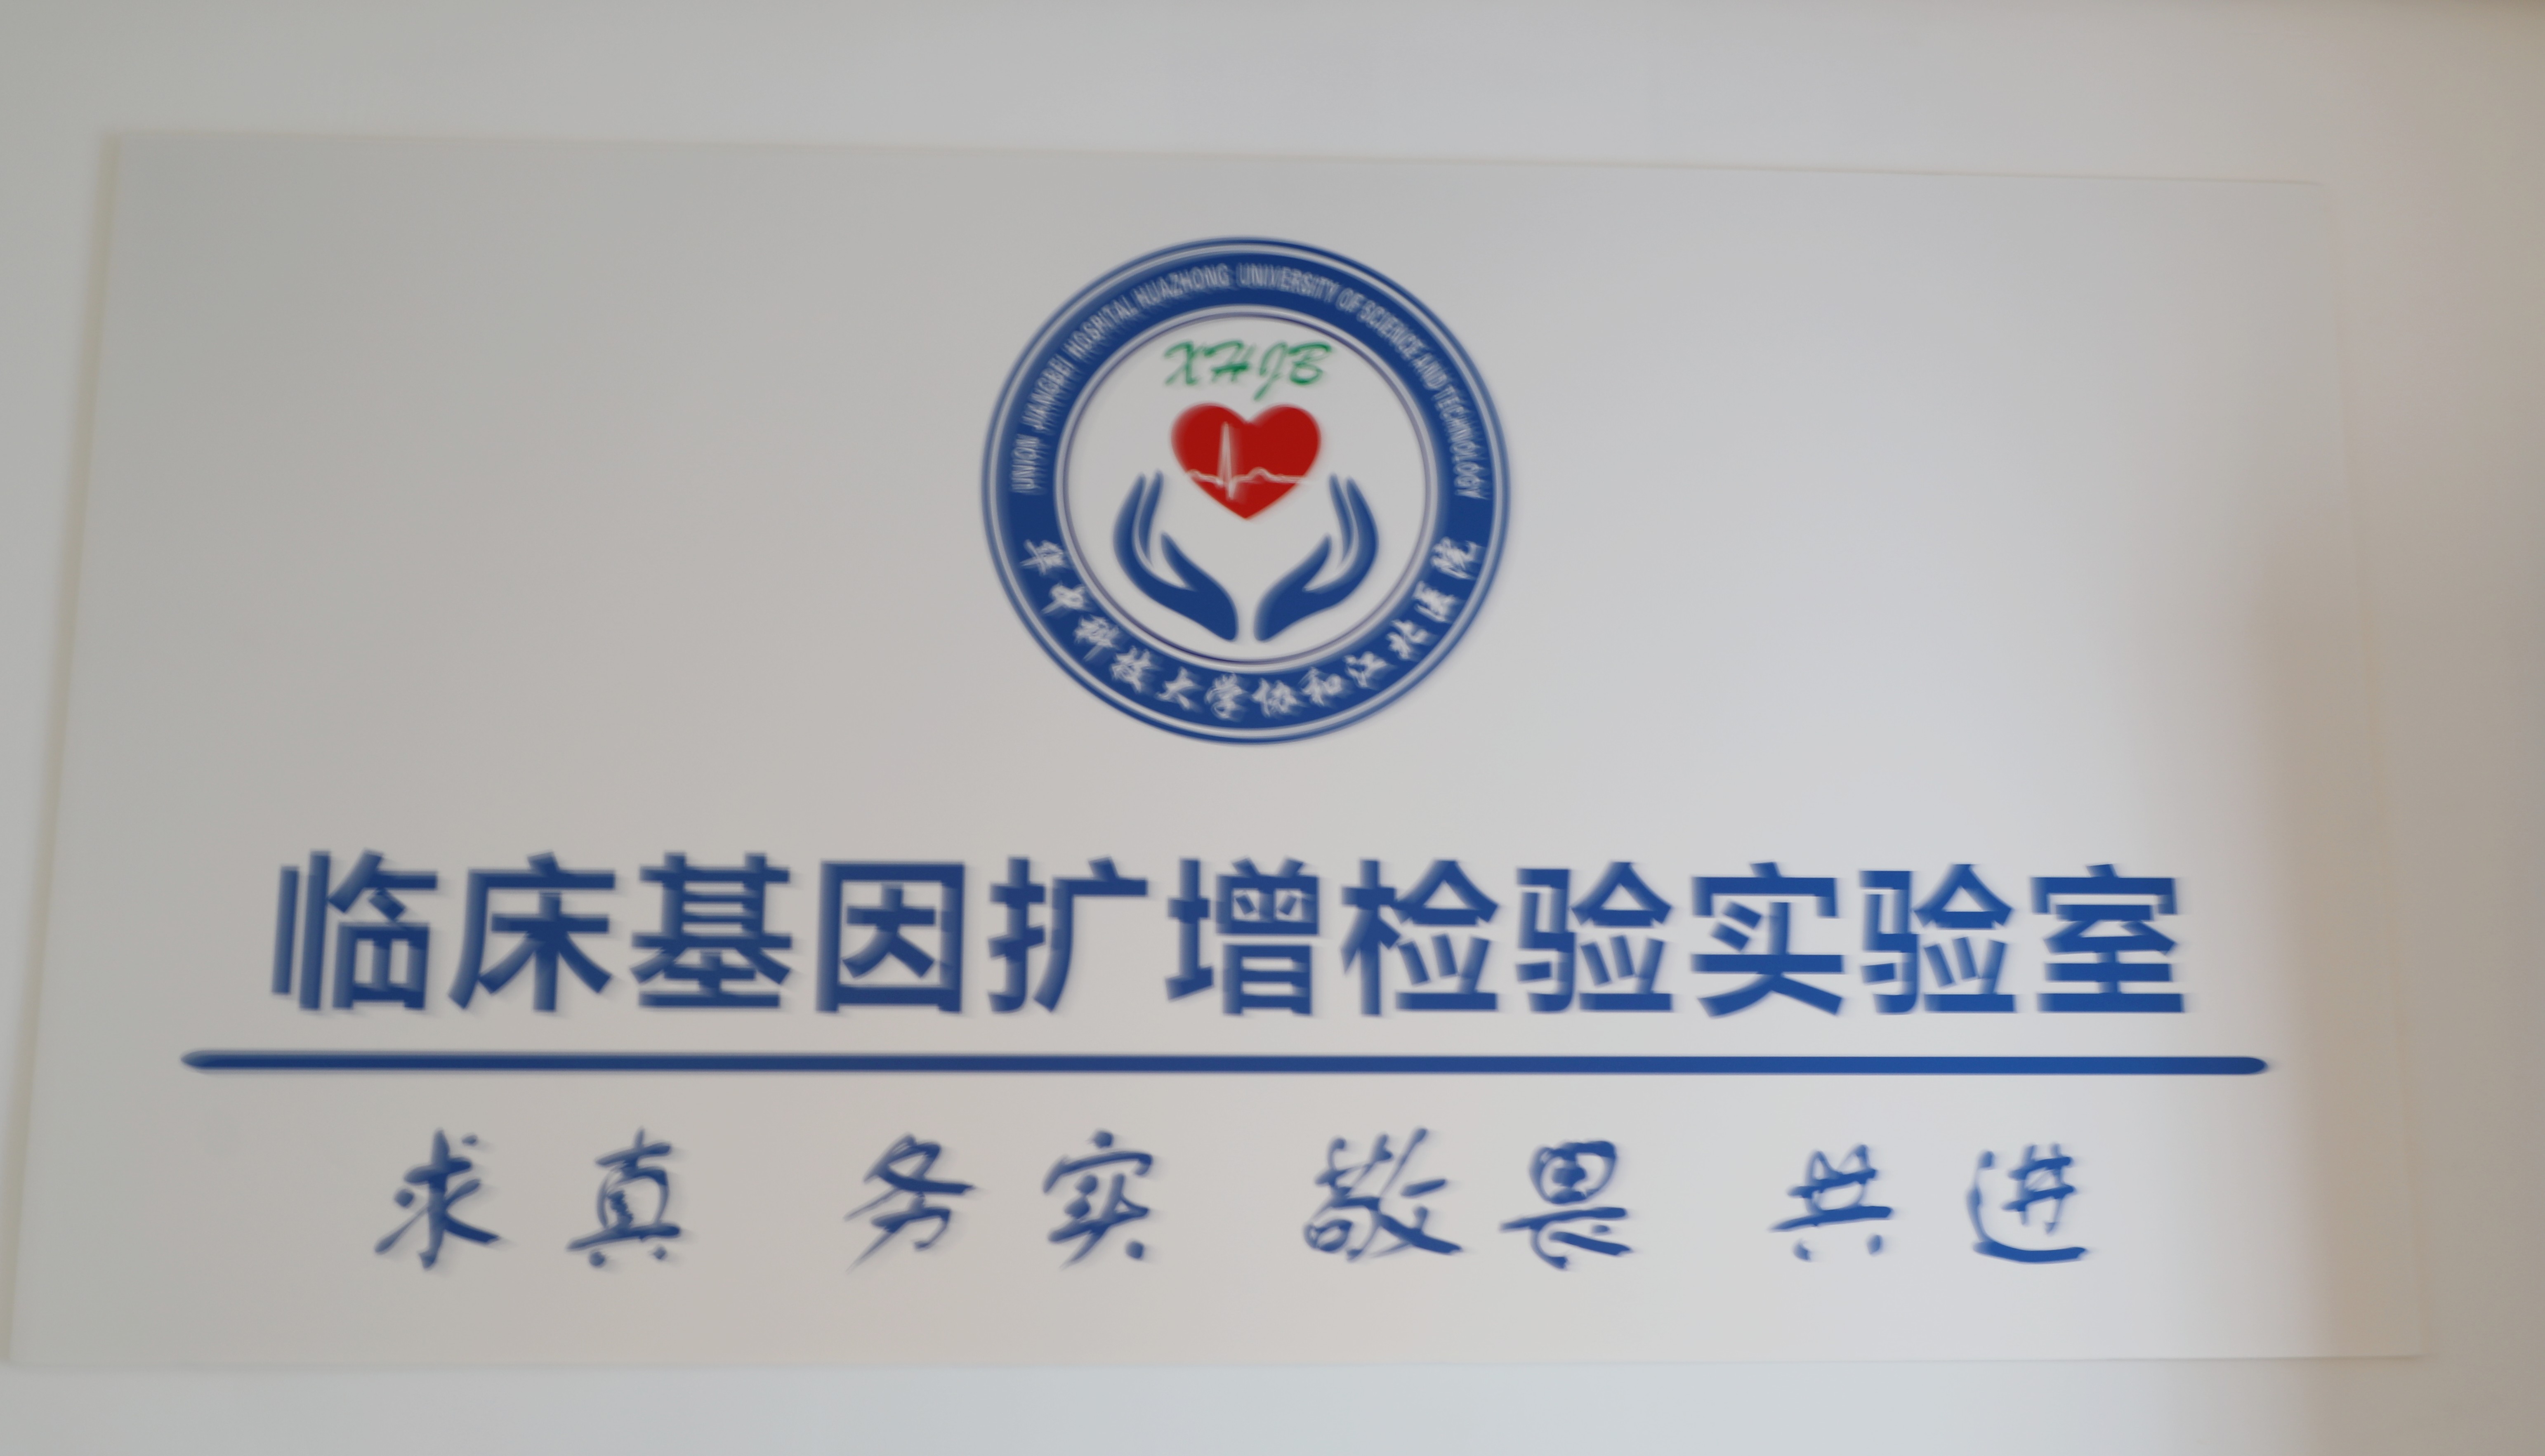 UNION JIANGBEI HOSPITAL HUAZHONG UNIVERSITY OF SCIENCE AND TECHNOLOGY
XHJB
华中科技大学协和江北医院
临床基因扩增检验实验室
求真 务实 敬畏 共进